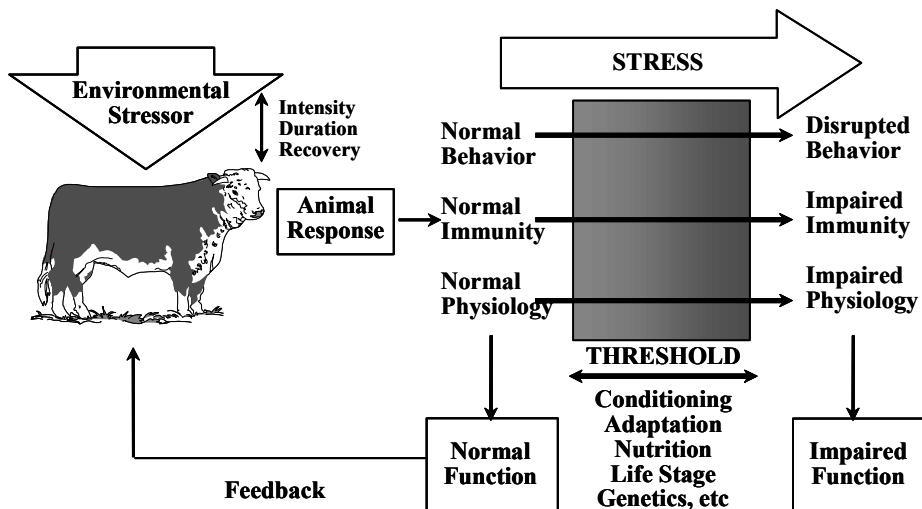 Environmental
Stressor
Intensity
Duration
Recovery
Animal
Response
STRESS
Normal
Behavior
Disrupted
Behavior
Normal
Immunity
Impaired
Immunity
Normal
Physiology
Impaired
Physiology
THRESHOLD
Conditioning
Adaptation
Nutrition
Life Stage
Genetics, etc
Normal
Function
Impaired
Function
Feedback